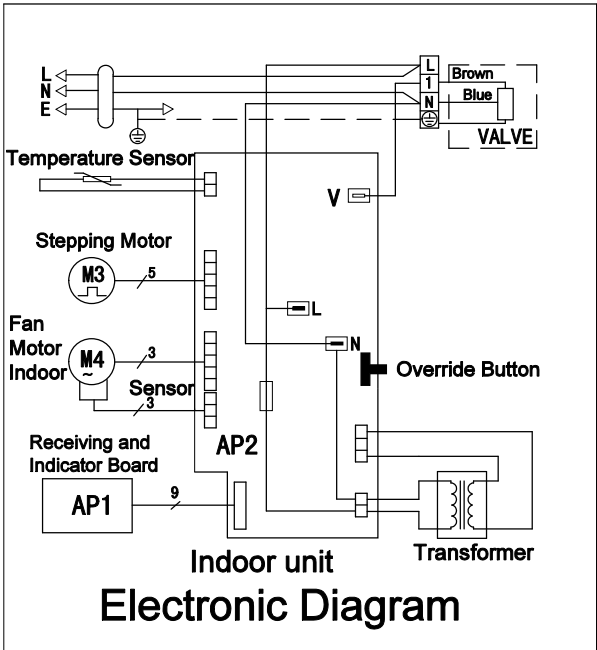 L
N
E
L
1
N
Brown
Blue
VALVE
Temperature Sensor
V
Stepping Motor
M3
5
L
Fan
Motor
Indoor
M4
~
3
N
Override Button
Sensor
3
AP2
Receiving and
Indicator Board
AP1
9
Transformer
Indoor unit
Electronic Diagram